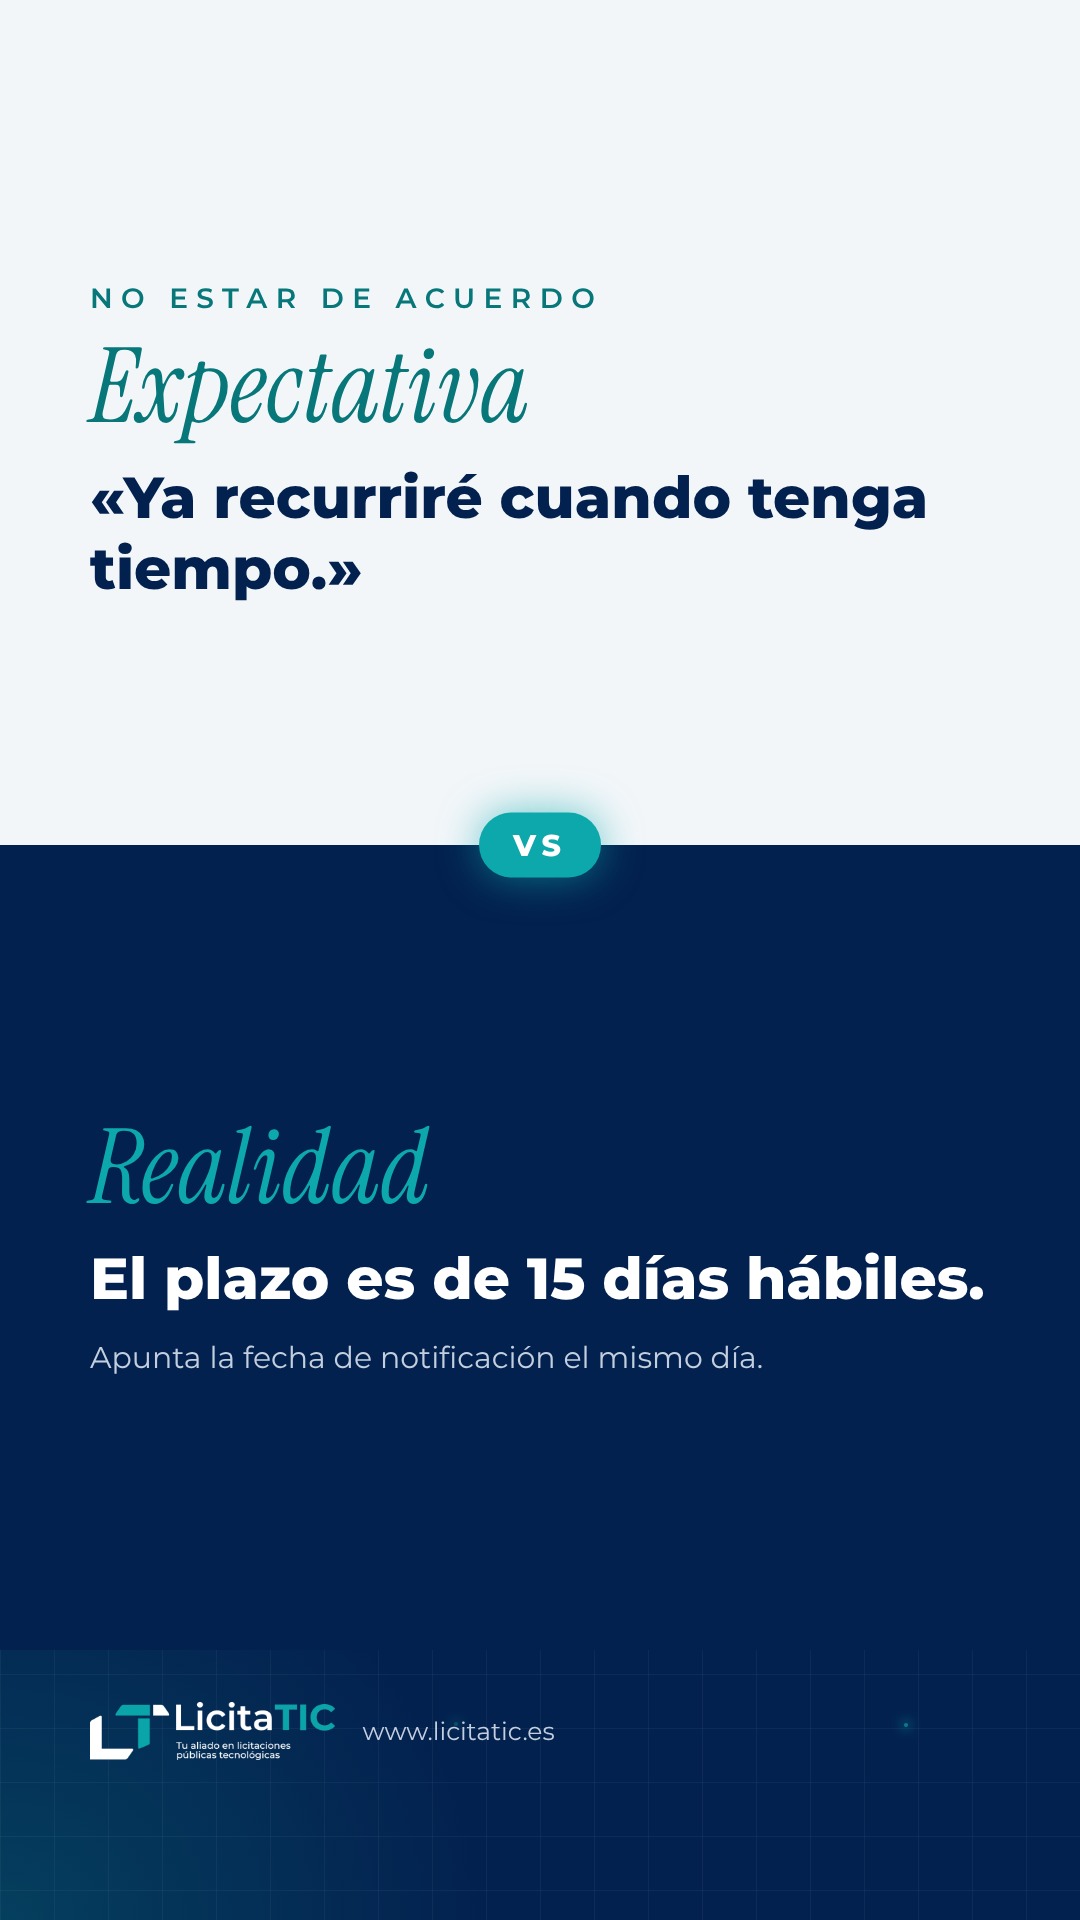 NO ESTAR DE ACUERDO
Expectativa
«Ya recurriré cuando tenga
tiempo.»
VS
Realidad
El plazo es de 15 días hábiles.
Apunta la fecha de notificación el mismo día.
LicitaTIC
Tu aliado en licitaciones
públicas tecnológicas
www.licitatic.es